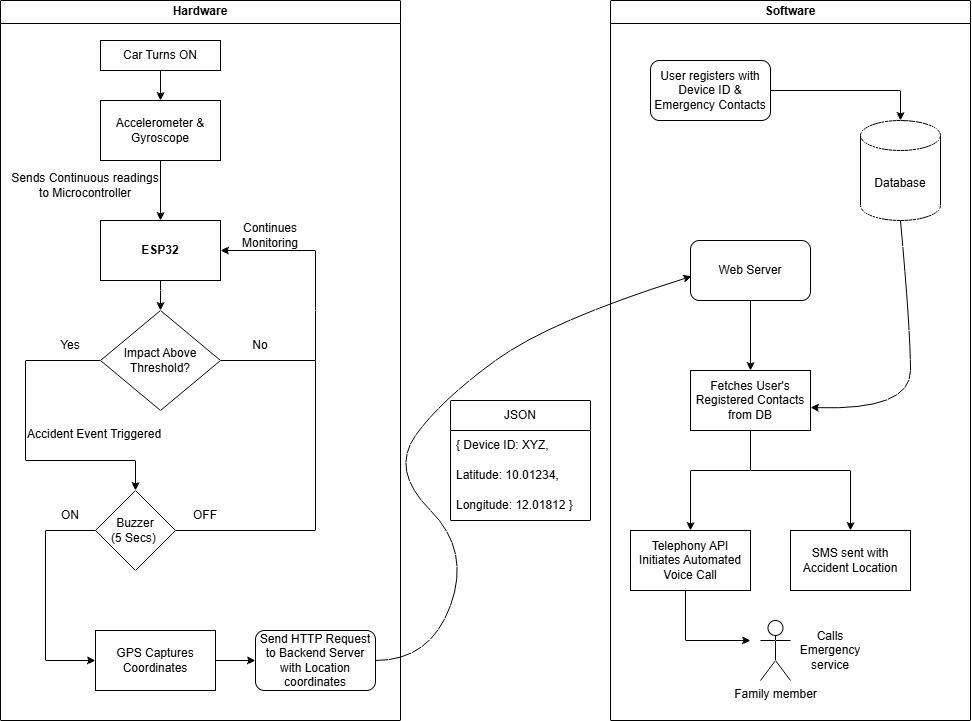 Hardware
Car Turns ON
Accelerometer &
Gyroscope
Sends Continuous readings
to Microcontroller
ESP32
Continues
Monitoring
Impact Above
Threshold?
Yes
No
Accident Event Triggered
Buzzer
(5 Secs)
ON
OFF
GPS Captures
Coordinates
Send HTTP Request
to Backend Server
with Location
coordinates
JSON
{ Device ID: XYZ,
Latitude: 10.01234,
Longitude: 12.01812 }
Software
User registers with
Device ID &
Emergency Contacts
Database
Web Server
Fetches User's
Registered Contacts
from DB
Telephony API
Initiates Automated
Voice Call
SMS sent with
Accident Location
Calls
Emergency
service
Family member